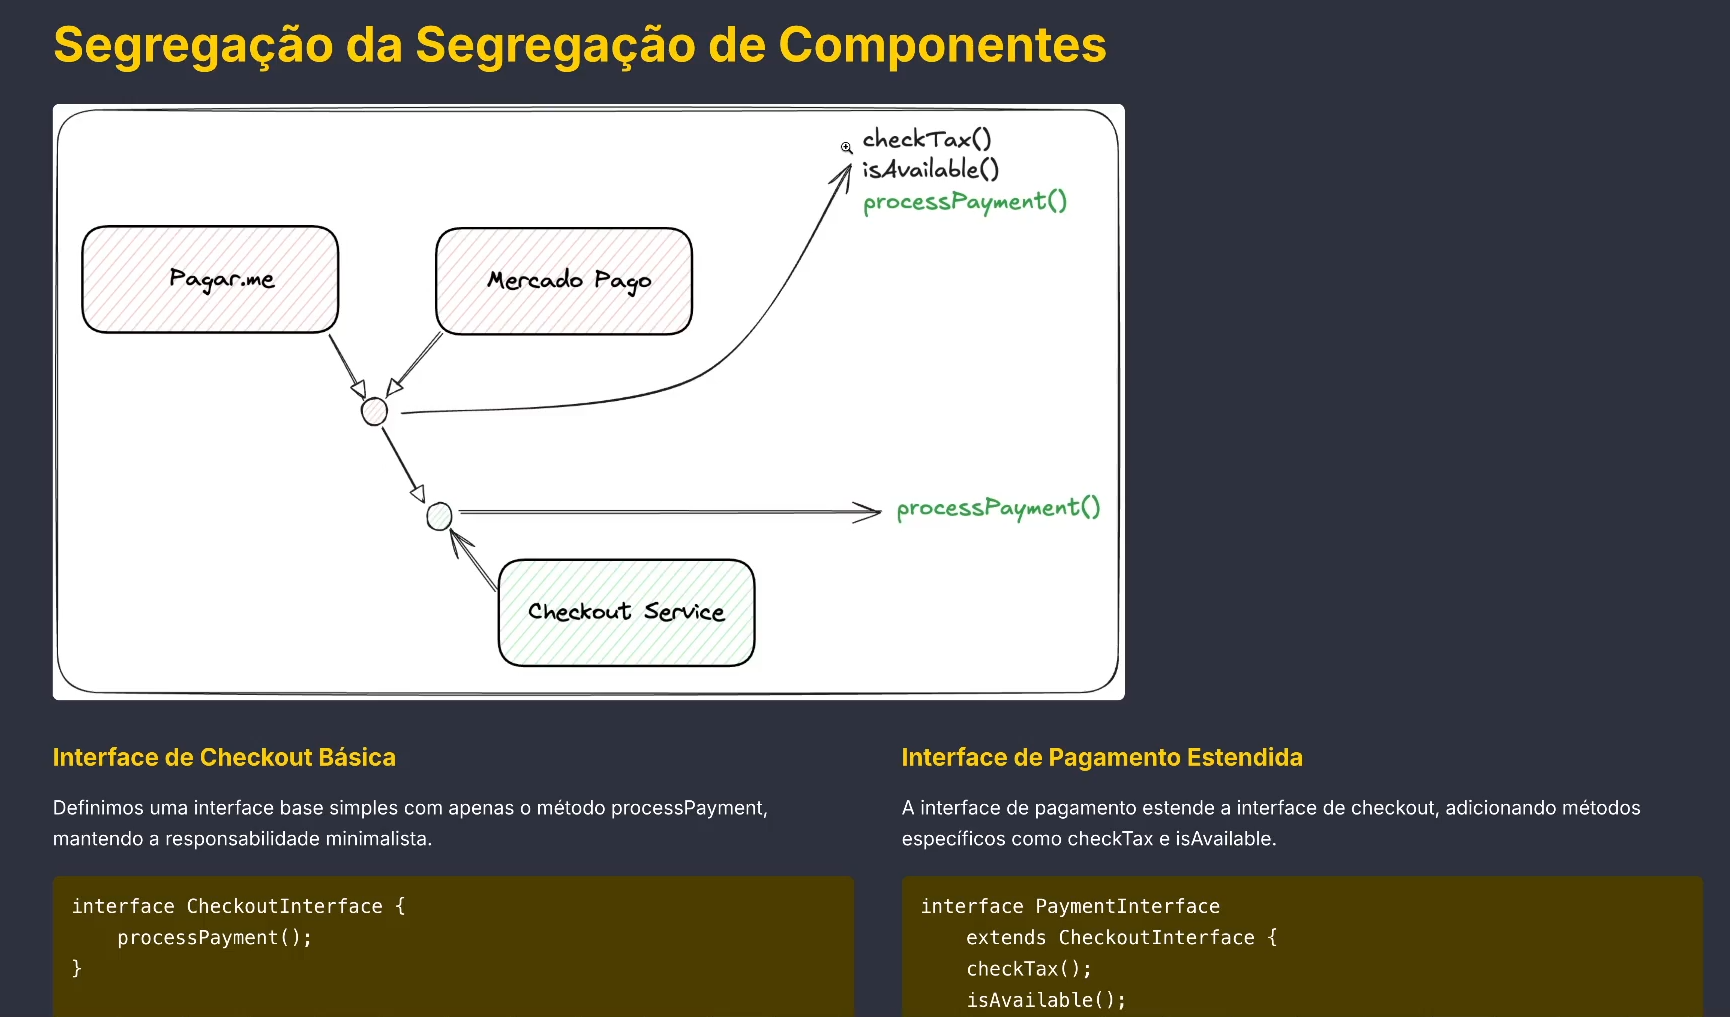 Segregação da Segregação de Componentes
checkTax()
isAvailable()
processPayment()
Pagar.me
Mercado Pago
processPayment()
Checkout Service
Interface de Checkout Básica
Definimos uma interface base simples com apenas o método processPayment,
mantendo a responsabilidade minimalista.
interface CheckoutInterface {
    processPayment();
}
Interface de Pagamento Estendida
A interface de pagamento estende a interface de checkout, adicionando métodos
específicos como checkTax e isAvailable.
interface PaymentInterface
    extends CheckoutInterface {
    checkTax();
    isAvailable();